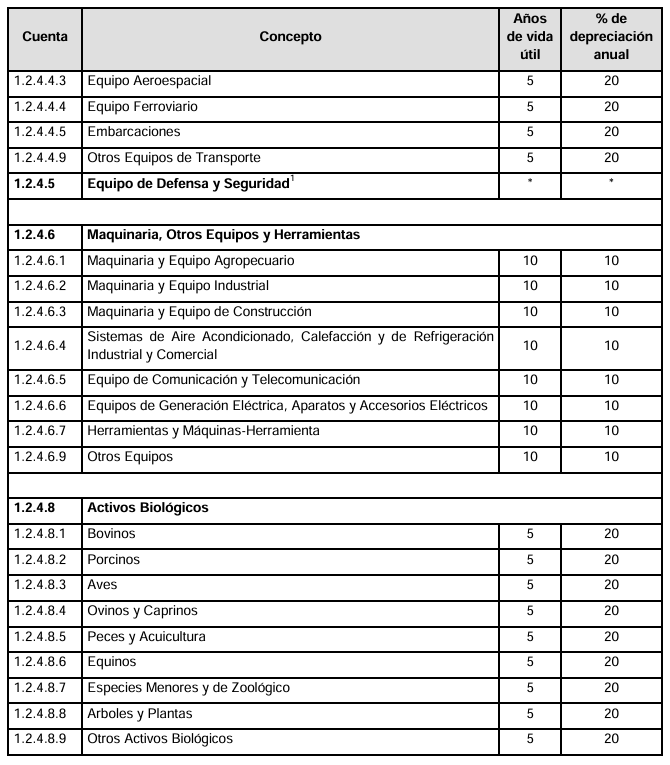 Cuenta Concepto Años de vida útil % de depreciación anual
1.2.4.4.3 Equipo Aeroespacial 5 20
1.2.4.4.4 Equipo Ferroviario 5 20
1.2.4.4.5 Embarcaciones 5 20
1.2.4.4.9 Otros Equipos de Transporte 5 20
1.2.4.5 Equipo de Defensa y Seguridad1 * *
1.2.4.6 Maquinaria, Otros Equipos y Herramientas
1.2.4.6.1 Maquinaria y Equipo Agropecuario 10 10
1.2.4.6.2 Maquinaria y Equipo Industrial 10 10
1.2.4.6.3 Maquinaria y Equipo de Construcción 10 10
1.2.4.6.4 Sistemas de Aire Acondicionado, Calefacción y de Refrigeración
Industrial y Comercial 10 10
1.2.4.6.5 Equipo de Comunicación y Telecomunicación 10 10
1.2.4.6.6 Equipos de Generación Eléctrica, Aparatos y Accesorios Eléctricos 10 10
1.2.4.6.7 Herramientas y Máquinas-Herramienta 10 10
1.2.4.6.9 Otros Equipos 10 10
1.2.4.8 Activos Biológicos
1.2.4.8.1 Bovinos 5 20
1.2.4.8.2 Porcinos 5 20
1.2.4.8.3 Aves 5 20
1.2.4.8.4 Ovinos y Caprinos 5 20
1.2.4.8.5 Peces y Acuicultura 5 20
1.2.4.8.6 Equinos 5 20
1.2.4.8.7 Especies Menores y de Zoológico 5 20
1.2.4.8.8 Arboles y Plantas 5 20
1.2.4.8.9 Otros Activos Biológicos 5 20